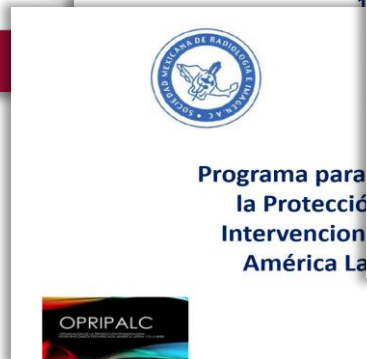 SOCIEDAD MEXICANA DE RADIOLOGIA E IMAGEN, A.C.
Programa para
la Protecció
Intervencion
América La
OPRIPALC